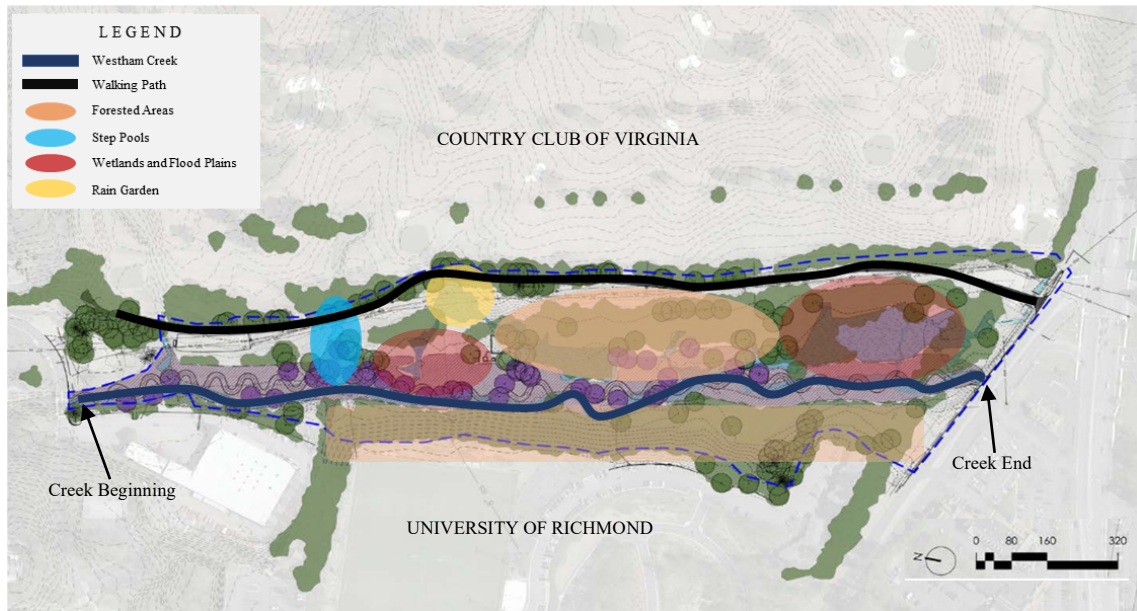 LEGEND
Westham Creek
Walking Path
Forested Areas
Step Pools
Wetlands and Flood Plains
Rain Garden
COUNTRY CLUB OF VIRGINIA
Creek Beginning
Creek End
UNIVERSITY OF RICHMOND
N
0 80 160 320